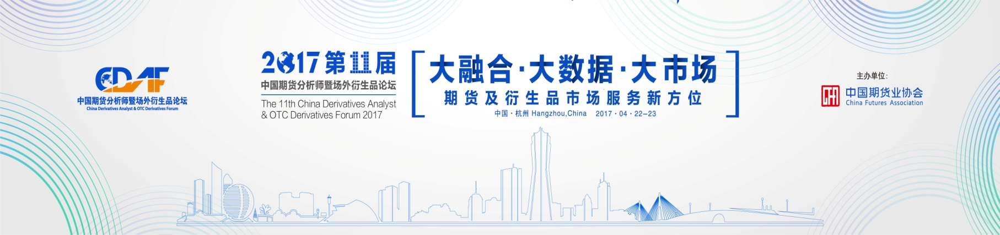 CDAF
中国期货分析师暨场外衍生品论坛
China Derivatives Analyst & OTC Derivatives Forum
2017第11届
中国期货分析师暨场外衍生品论坛
The 11th China Derivatives Analyst
& OTC Derivatives Forum 2017
大融合·大数据·大市场
期货及衍生品市场服务新方位
中国·杭州 Hangzhou,China 2017·04·22—23
主办单位:
中国期货业协会
China Futures Association